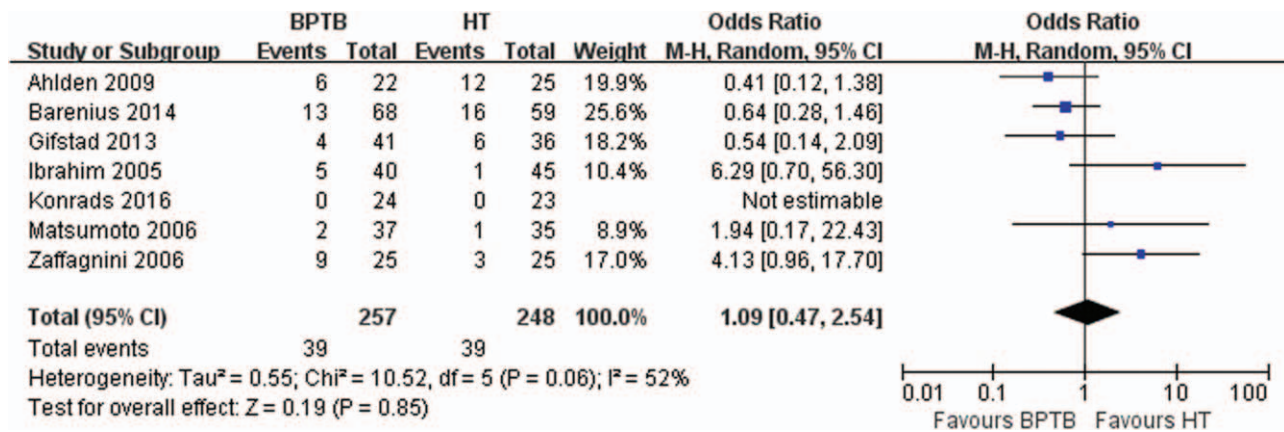 BPTB HT Odds Ratio Odds Ratio
Study or Subgroup Events Total Events Total Weight M-H, Random, 95% CI M-H, Random, 95% CI
Ahlden 2009 6 22 12 25 19.9% 0.41 [0.12, 1.38]
Barenius 2014 13 68 16 59 25.6% 0.64 [0.28, 1.46]
Gifstad 2013 4 41 6 36 18.2% 0.54 [0.14, 2.09]
Ibrahim 2005 5 40 1 45 10.4% 6.29 [0.70, 56.30]
Konrads 2016 0 24 0 23 Not estimable
Matsumoto 2006 2 37 1 35 8.9% 1.94 [0.17, 22.43]
Zaffagnini 2006 9 25 3 25 17.0% 4.13 [0.96, 17.70]
Total (95% CI) 257 248 100.0% 1.09 [0.47, 2.54]
Total events 39 39
Heterogeneity: Tau² = 0.55; Chi² = 10.52, df = 5 (P = 0.06); I² = 52%
Test for overall effect: Z = 0.19 (P = 0.85)
0.01 0.1 1 10 100
Favours BPTB Favours HT